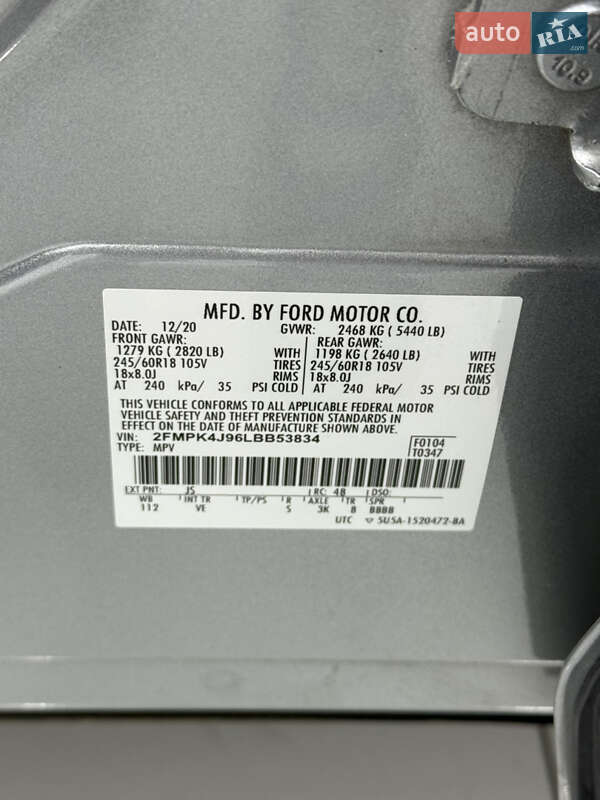 auto RIA.com
10.9
MFD. BY FORD MOTOR CO.
DATE: 12/20 GVWR: 2468 KG ( 5440 LB)
FRONT GAWR: REAR GAWR:
1279 KG ( 2820 LB) WITH 1198 KG ( 2640 LB) WITH
245/60R18 105V TIRES 245/60R18 105V TIRES
18x8.0J RIMS 18x8.0J RIMS
AT 240 kPa/ 35 PSI COLD AT 240 kPa/ 35 PSI COLD
THIS VEHICLE CONFORMS TO ALL APPLICABLE FEDERAL MOTOR
VEHICLE SAFETY AND THEFT PREVENTION STANDARDS IN
EFFECT ON THE DATE OF MANUFACTURE SHOWN ABOVE.
VIN: 2FMPK4J96LBB53834 F0104
TYPE: MPV T0347
EXT PNT: JS RC: 48 DSO:
WB INT TR TP/PS R AXLE TR SPR
112 VE S 3K 8 BBBB
UTC ▽ 5U5A-1520472-BA